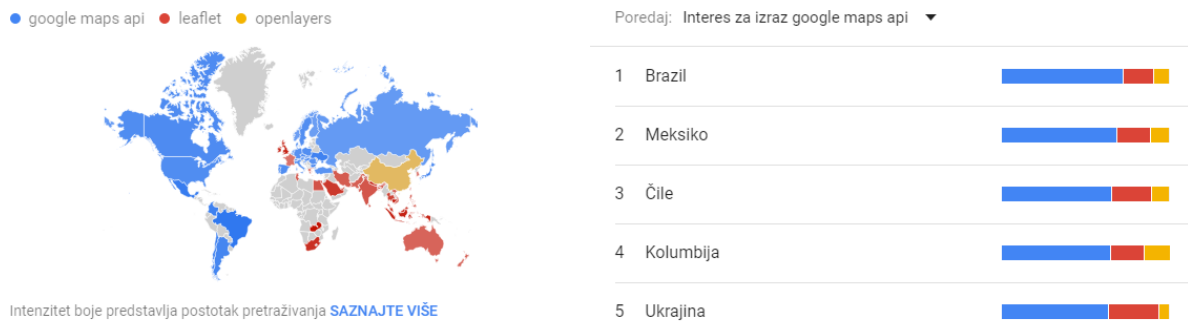 google maps api leaflet openlayers
Poredaj: Interes za izraz google maps api
1 Brazil
2 Meksiko
3 Čile
4 Kolumbija
5 Ukrajina
Intenzitet boje predstavlja postotak pretraživanja SAZNAJTE VIŠE